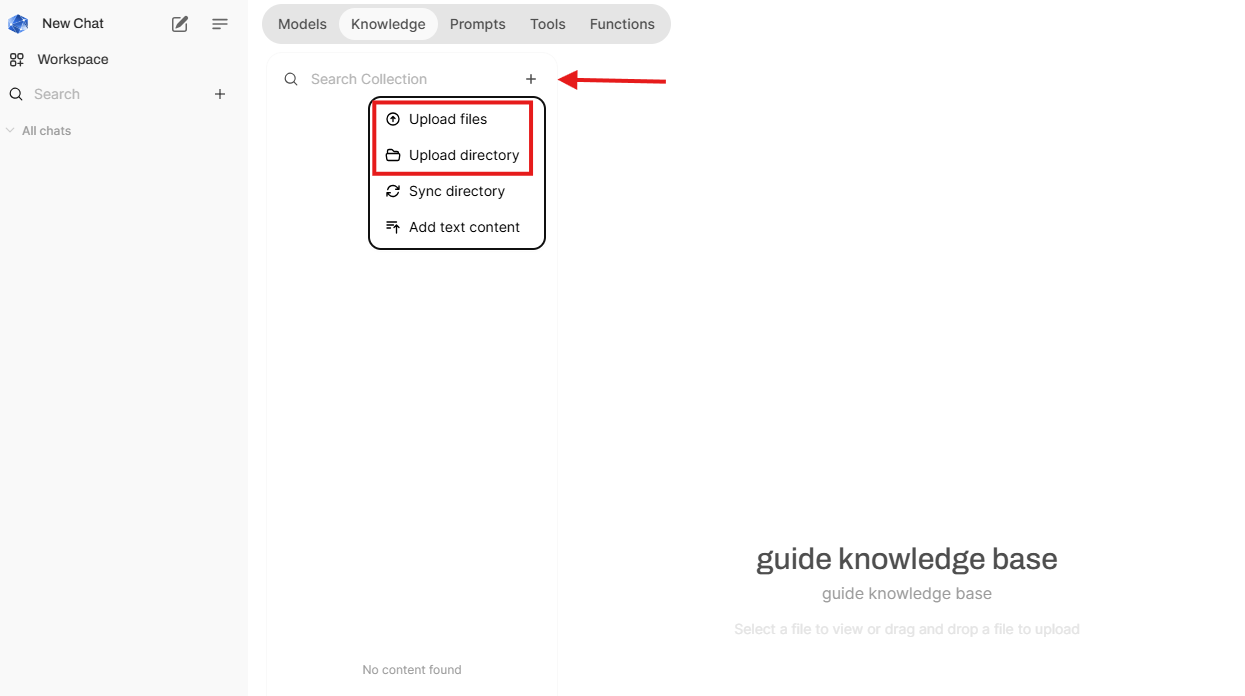 New Chat
Workspace
Search
All chats
Models Knowledge Prompts Tools Functions
Search Collection
Upload files
Upload directory
Sync directory
Add text content
No content found
guide knowledge base
guide knowledge base
Select a file to view or drag and drop a file to upload